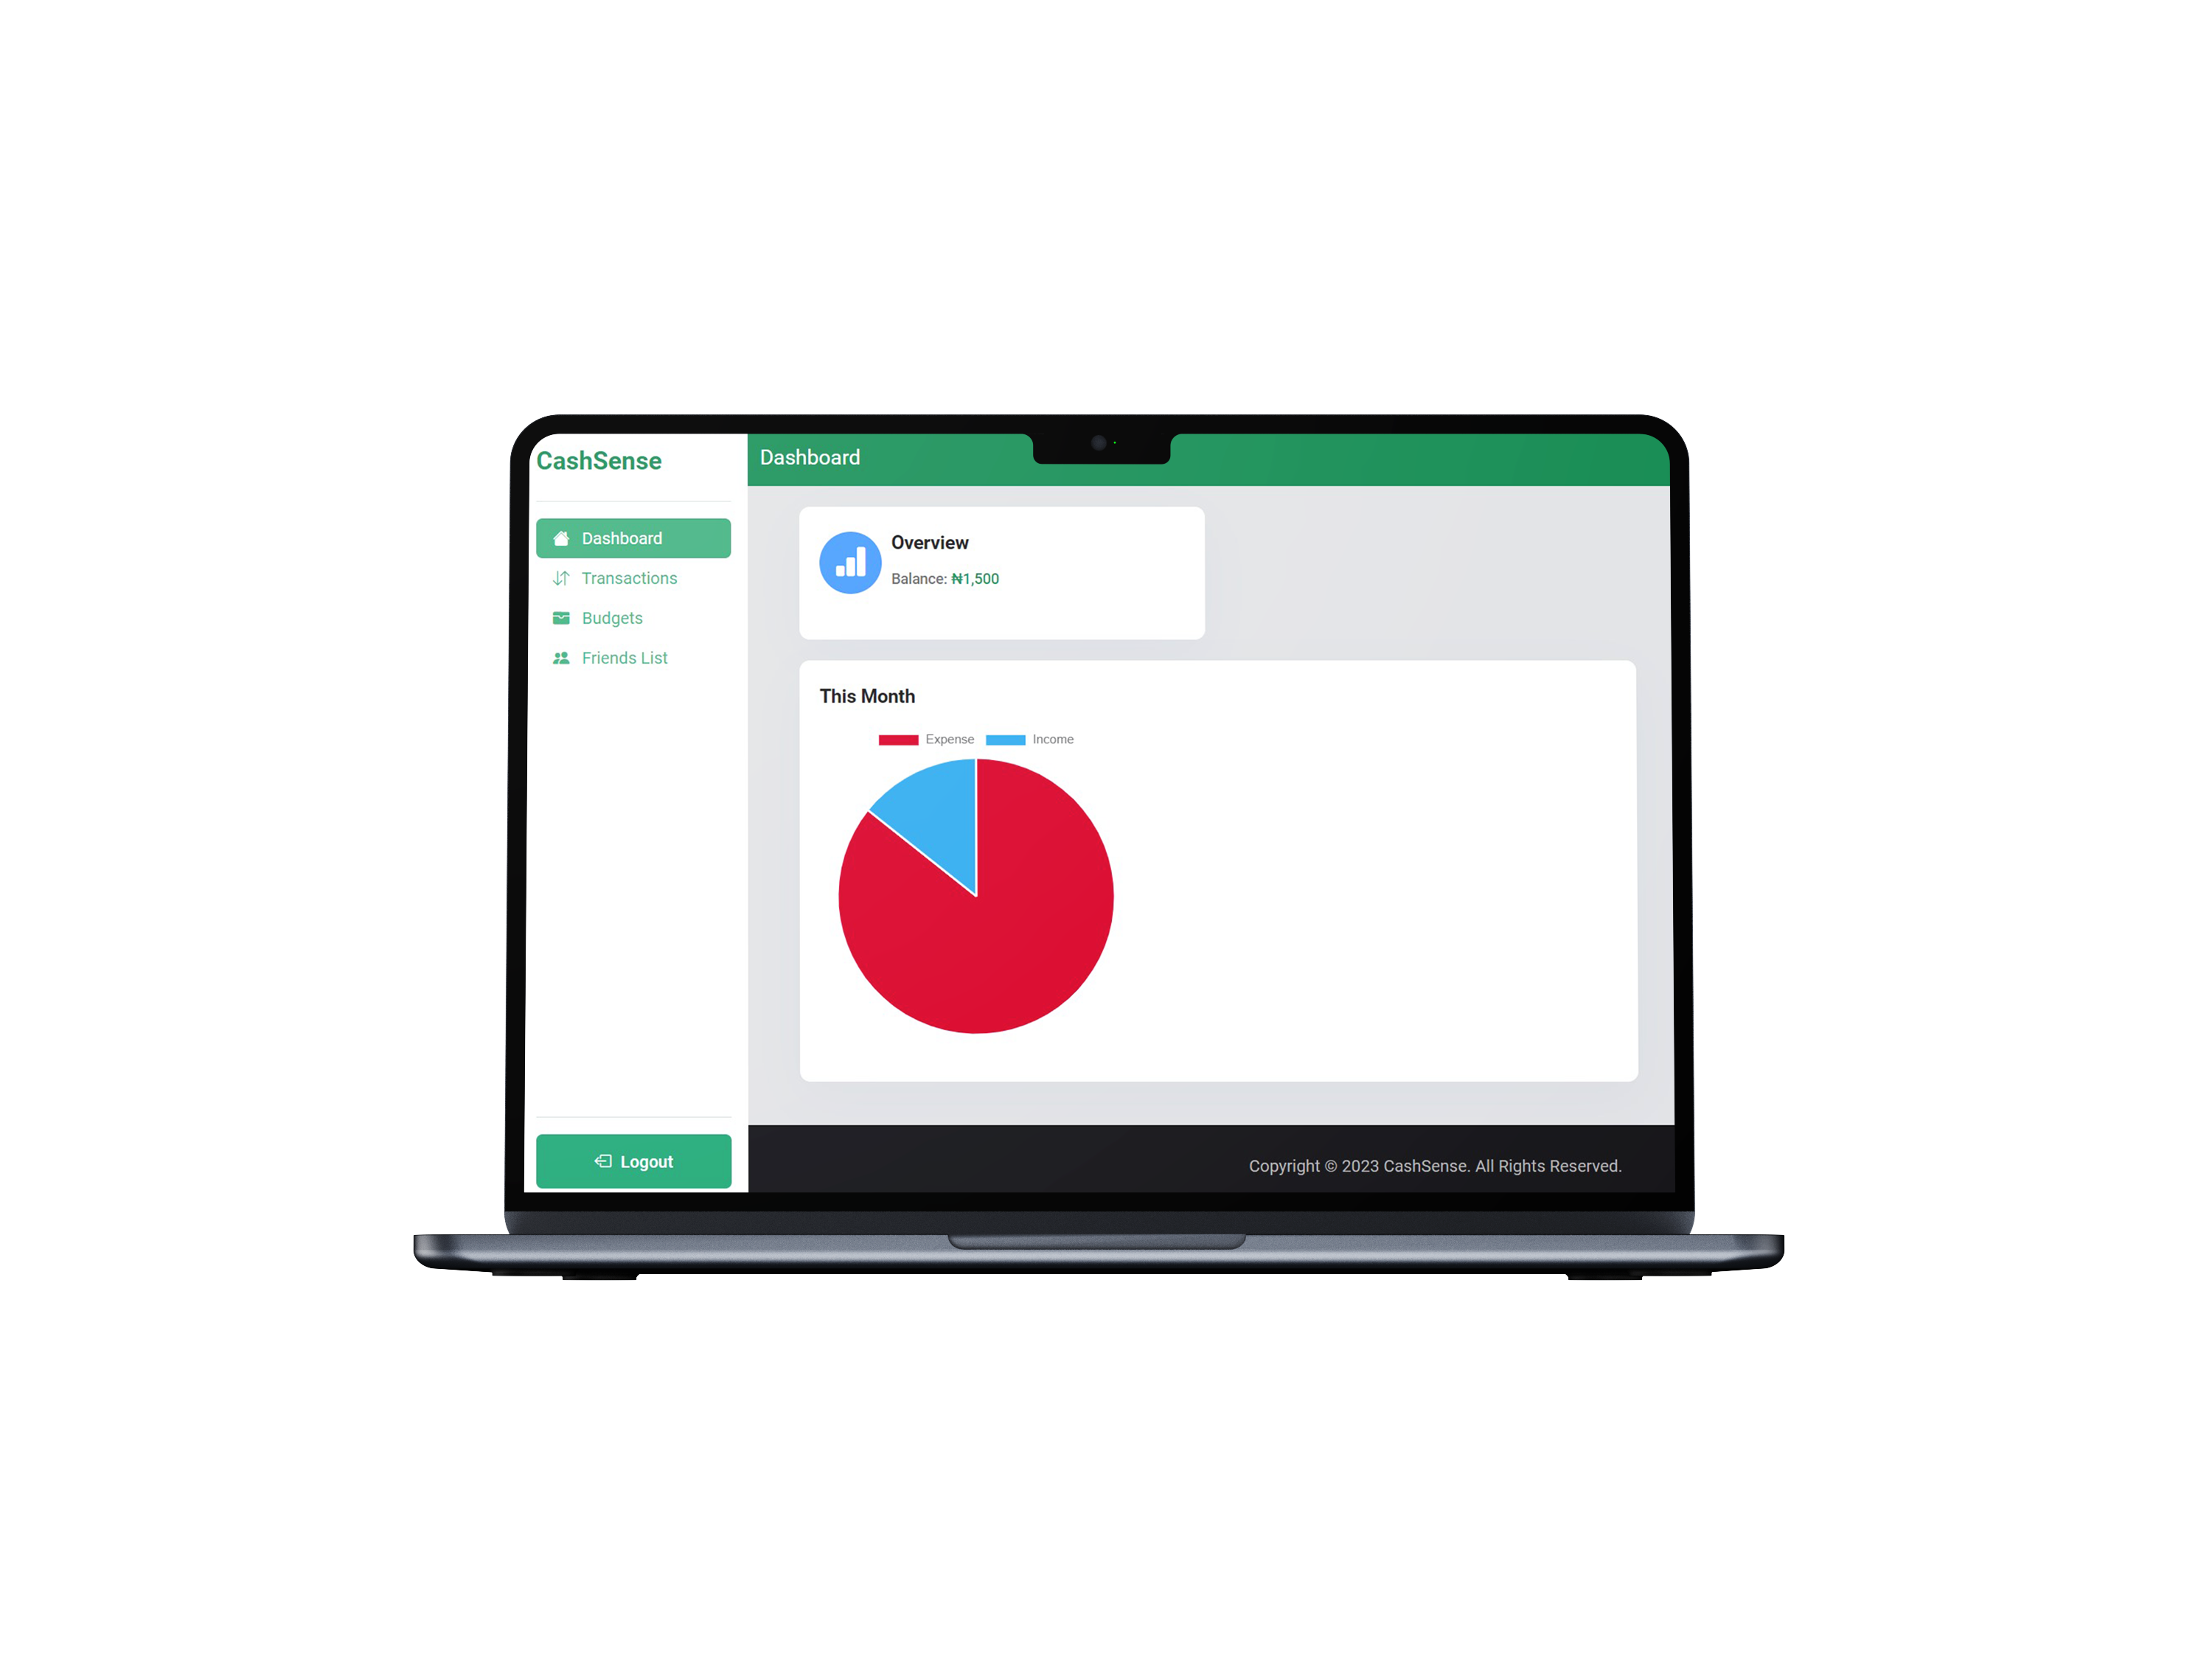 CashSense
Dashboard
Transactions
Budgets
Friends List
Logout
Dashboard
Overview
Balance: ₦1,500
This Month
Expense Income
Copyright © 2023 CashSense. All Rights Reserved.